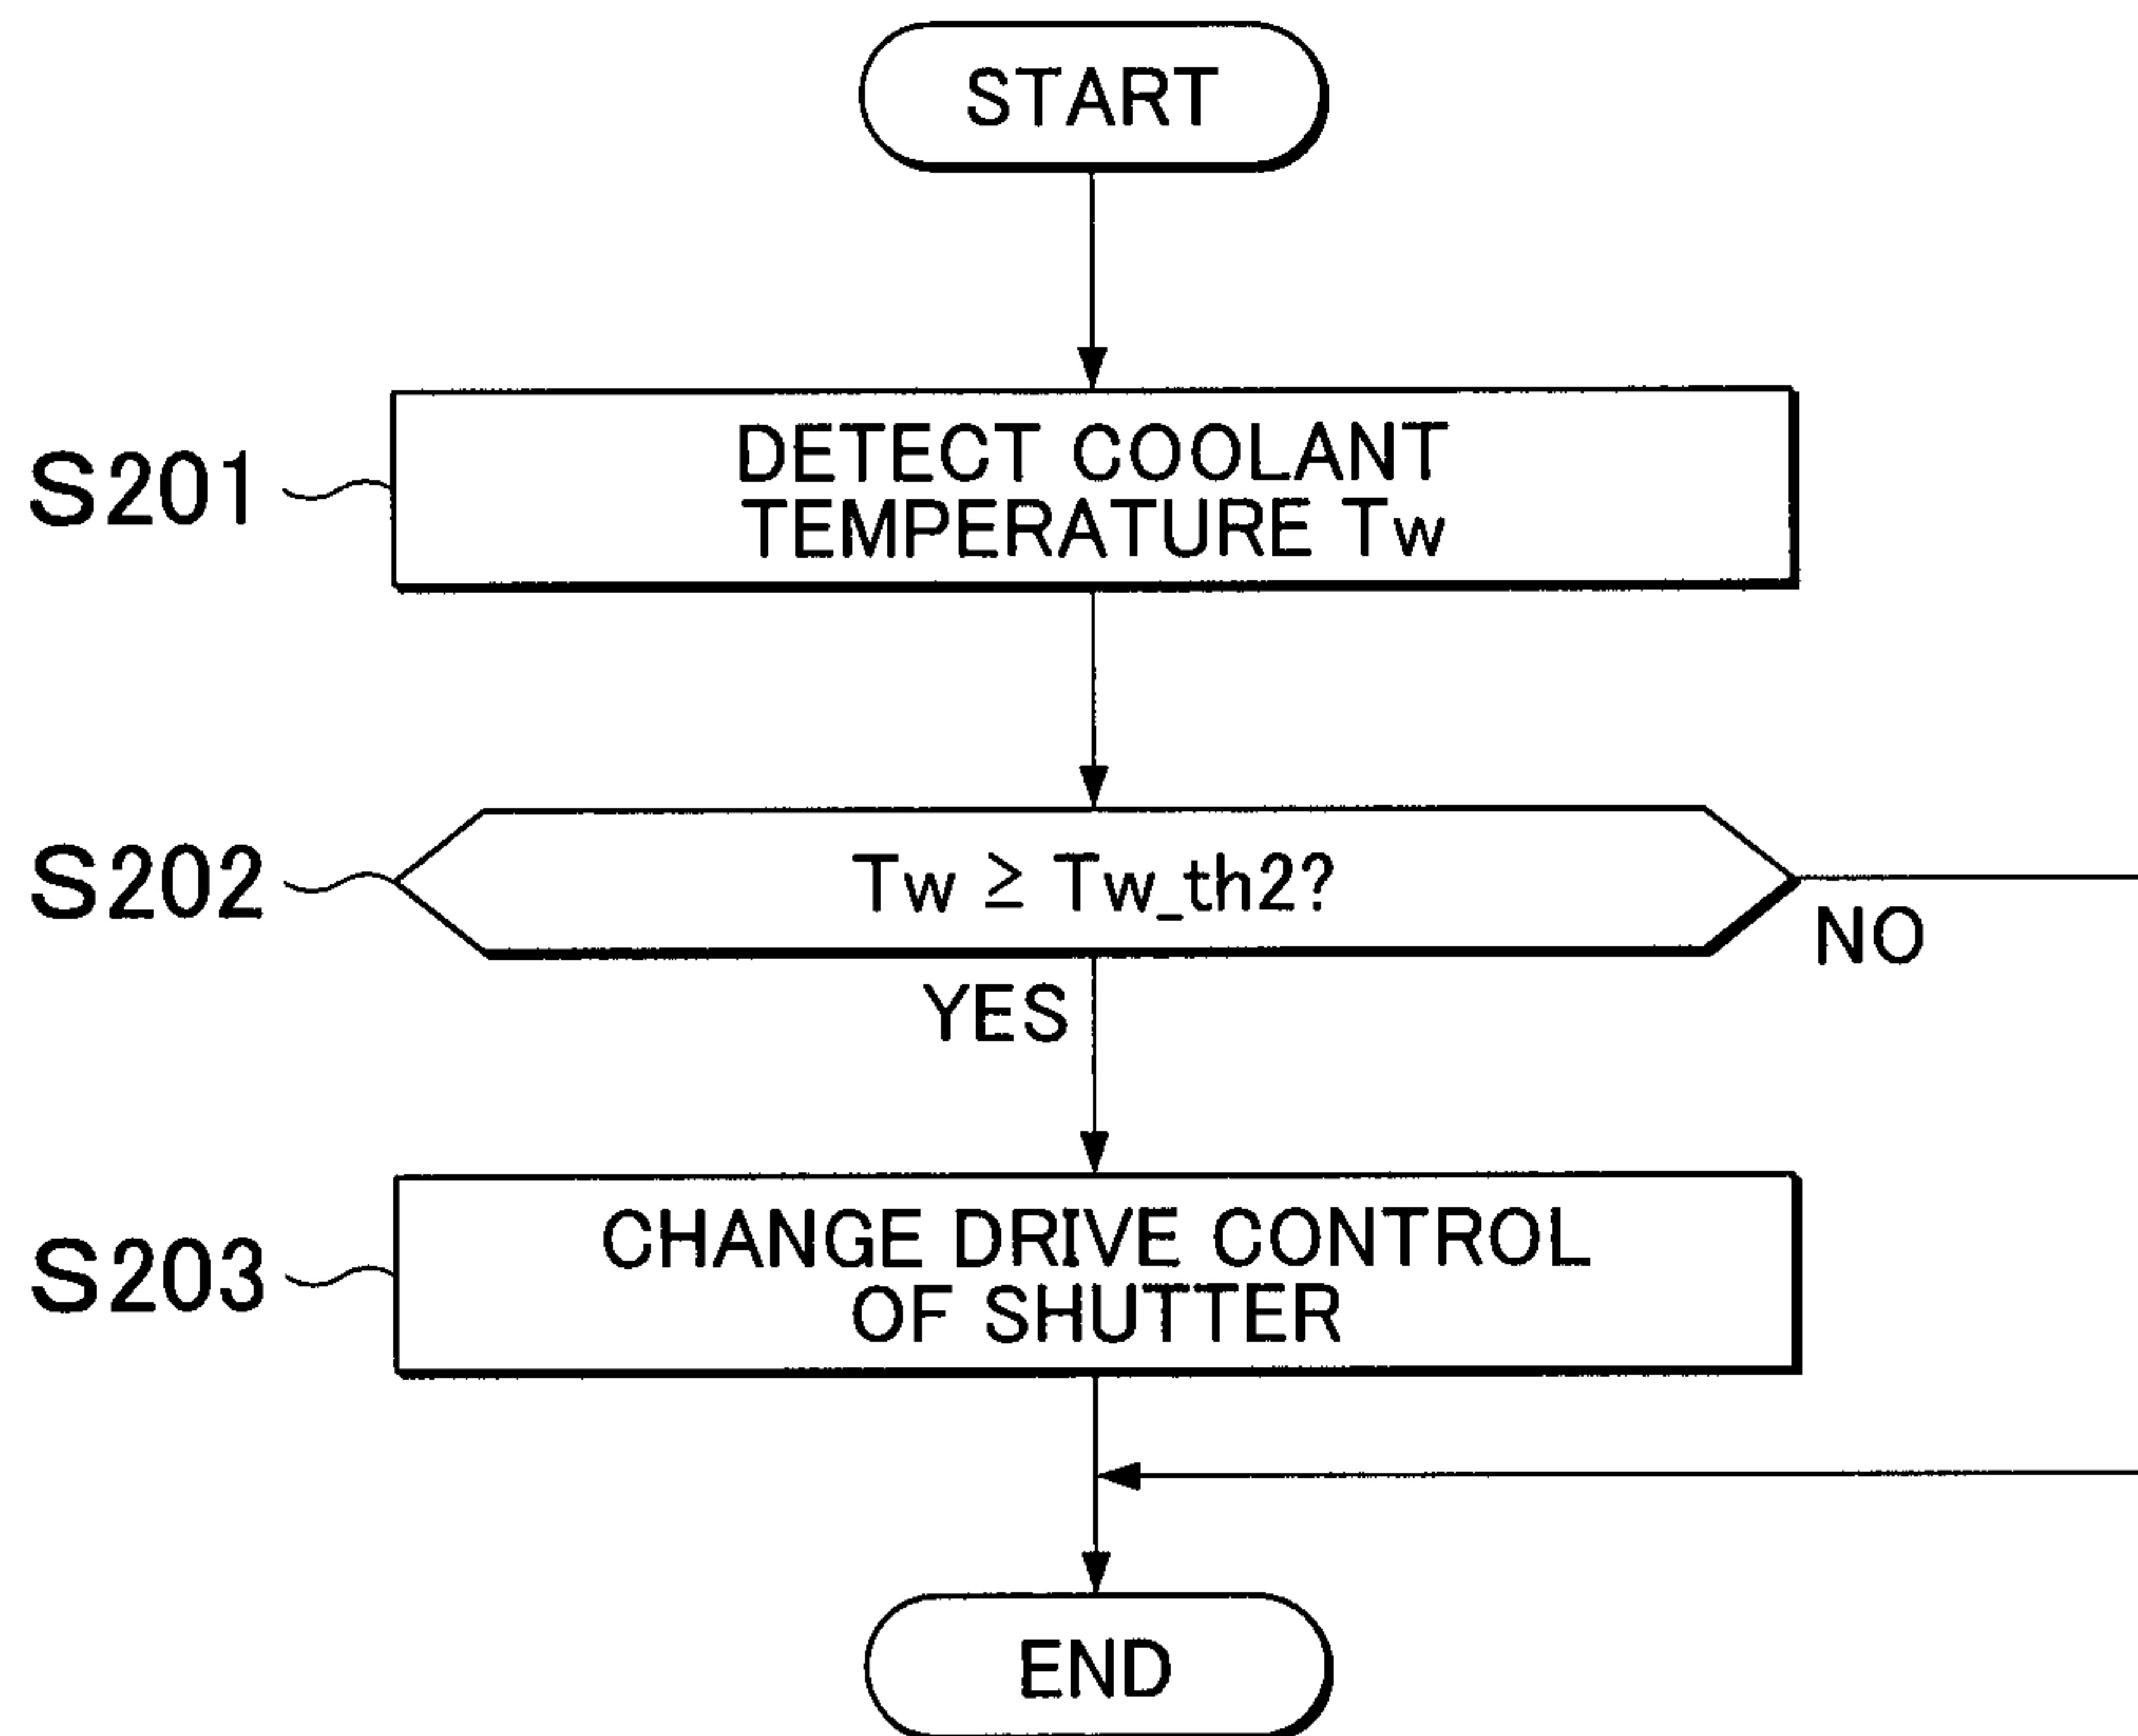 START
S201
DETECT COOLANT
TEMPERATURE Tw
S202
Tw ≥ Tw_th2?
NO
YES
S203
CHANGE DRIVE CONTROL
OF SHUTTER
END